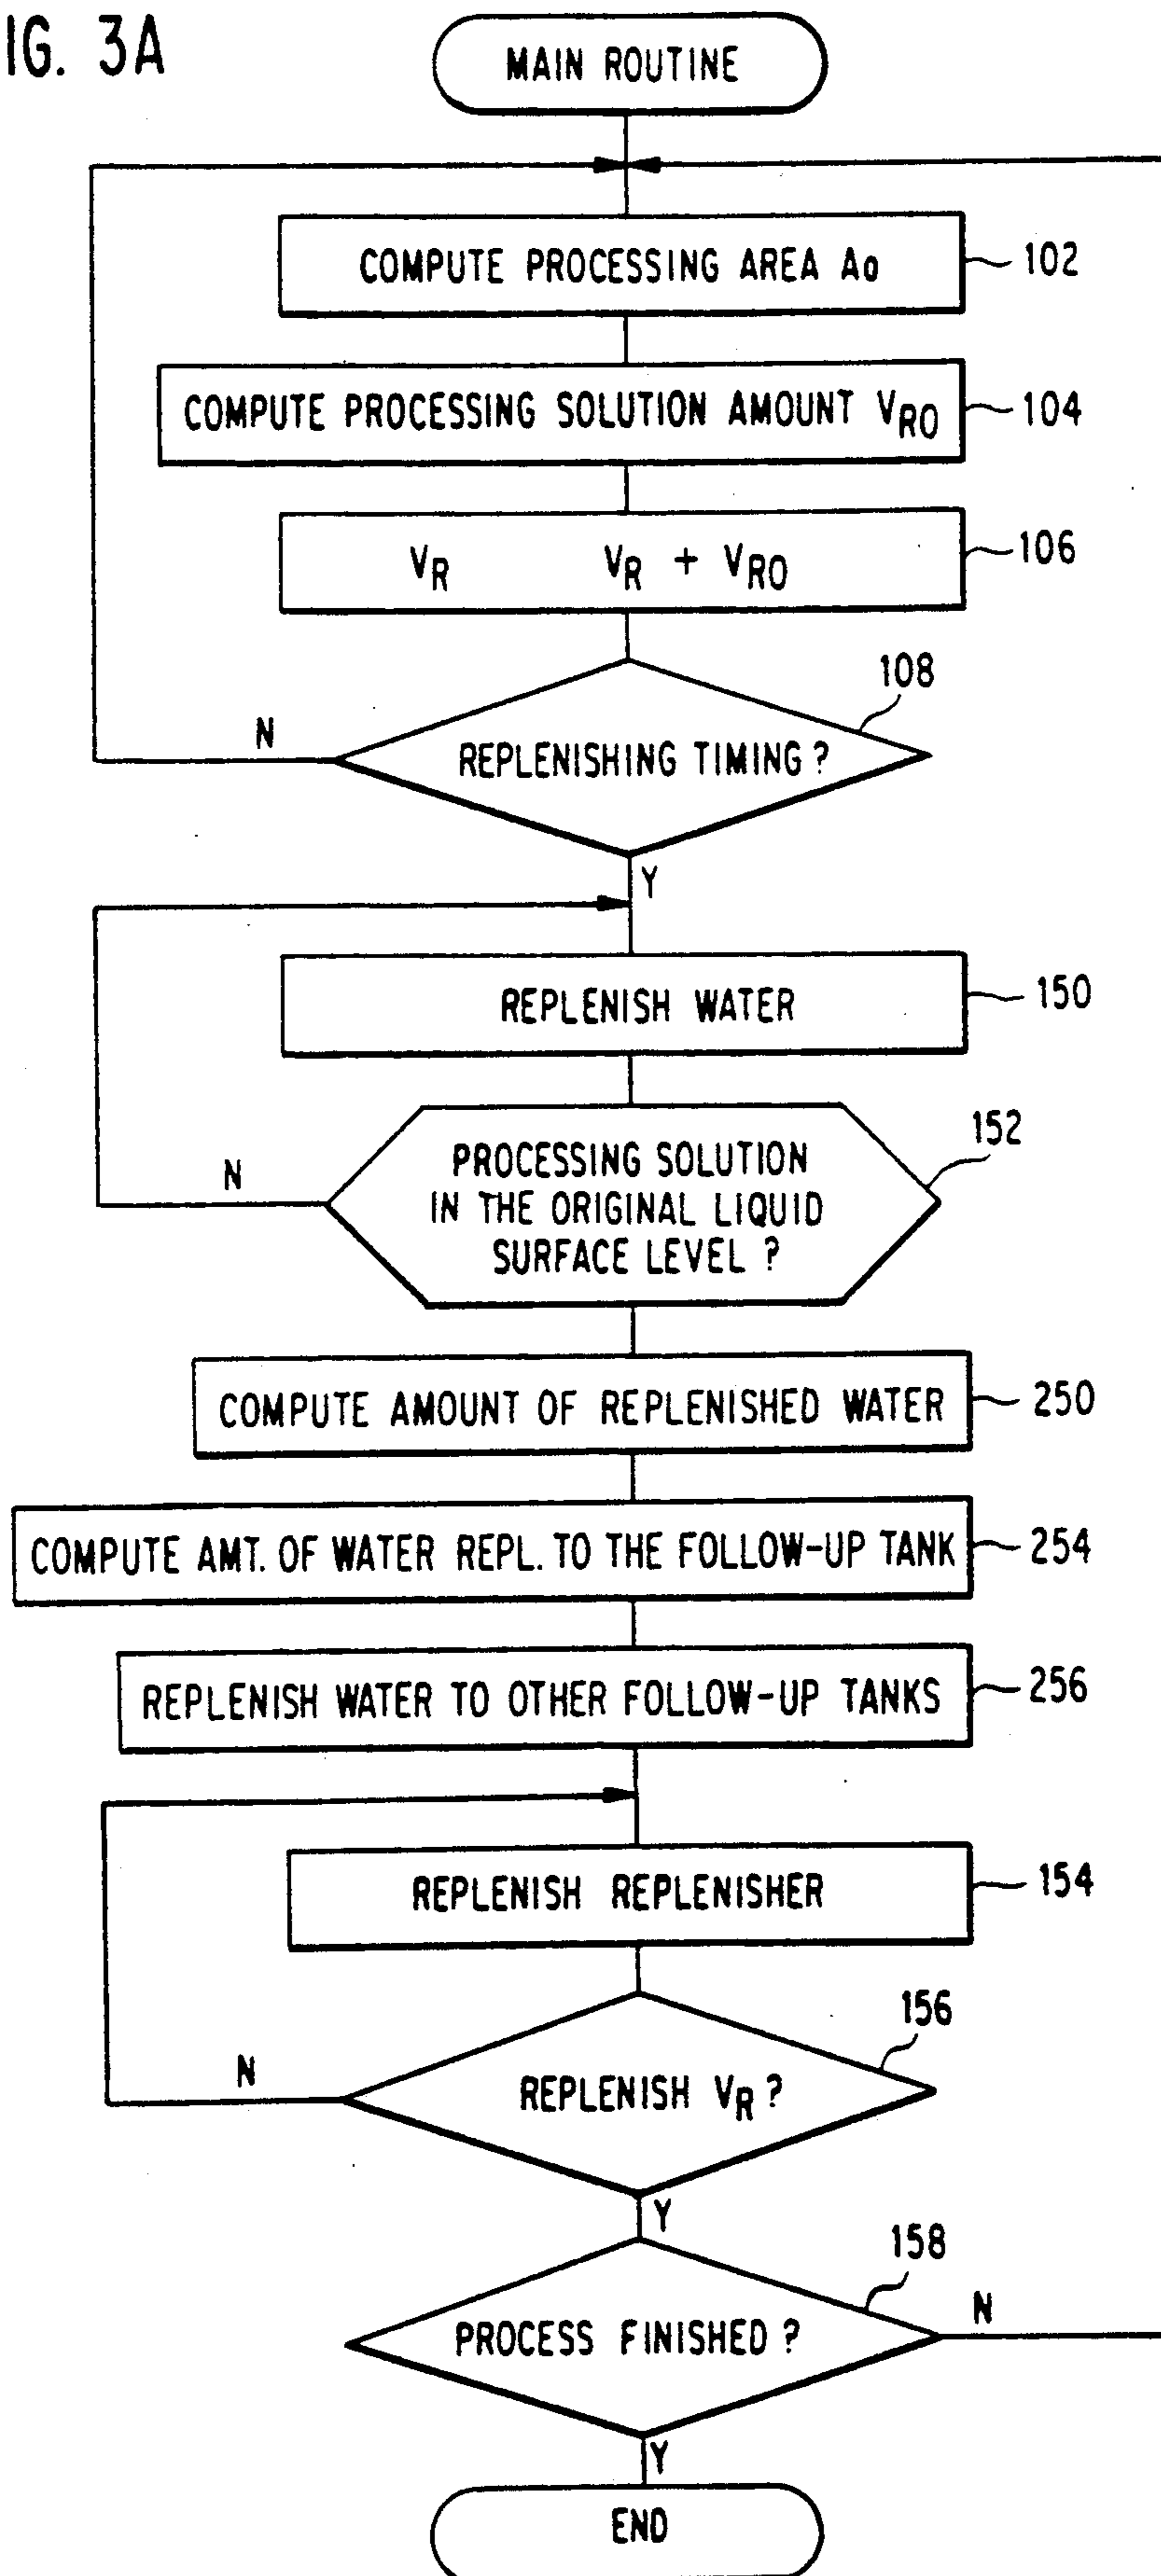 IG. 3A
MAIN ROUTINE
COMPUTE PROCESSING AREA Ao
102
COMPUTE PROCESSING SOLUTION AMOUNT VRO
104
VR VR + VRO
106
108
REPLENISHING TIMING ?
N
Y
REPLENISH WATER
150
152
PROCESSING SOLUTION
IN THE ORIGINAL LIQUID
SURFACE LEVEL ?
N
COMPUTE AMOUNT OF REPLENISHED WATER
250
COMPUTE AMT. OF WATER REPL. TO THE FOLLOW-UP TANK
254
REPLENISH WATER TO OTHER FOLLOW-UP TANKS
256
REPLENISH REPLENISHER
154
156
REPLENISH VR ?
N
Y
158
PROCESS FINISHED ?
N
Y
END